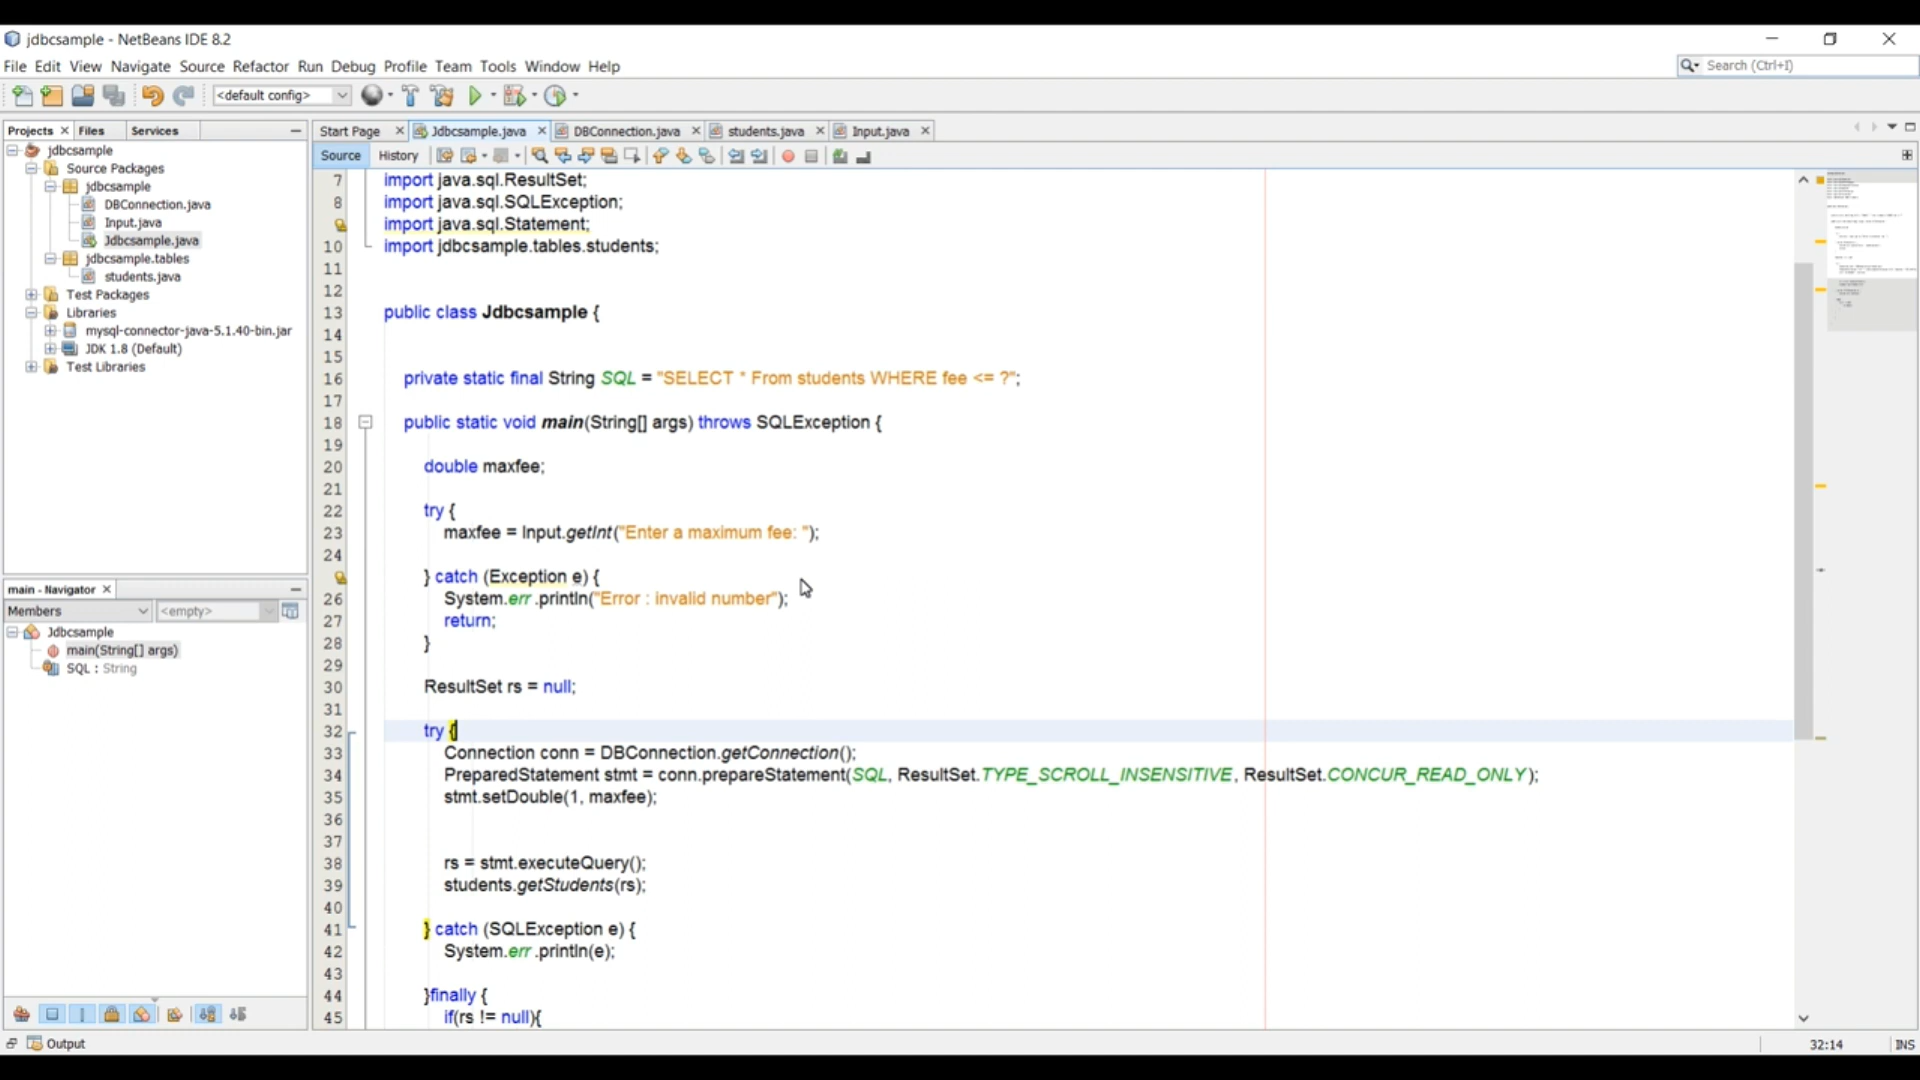 jdbcsample - NetBeans IDE 8.2
File Edit View Navigate Source Refactor Run Debug Profile Team Tools Window Help
Search (Ctrl+I)
<default config>
Projects Files Services
Start Page Jdbcsample.java DBConnection.java students.java Input.java
Source History
jdbcsample
Source Packages
jdbcsample
DBConnection.java
Input.java
Jdbcsample.java
jdbcsample.tables
students.java
Test Packages
Libraries
mysql-connector-java-5.1.40-bin.jar
JDK 1.8 (Default)
Test Libraries
main - Navigator
Members <empty>
Jdbcsample
main(String[] args)
SQL : String
7 import java.sql.ResultSet;
8 import java.sql.SQLException;
import java.sql.Statement;
10 import jdbcsample.tables.students;
11
12
13 public class Jdbcsample {
14
15
16 private static final String SQL = "SELECT * From students WHERE fee <= ?";
17
18 public static void main(String[] args) throws SQLException {
19
20 double maxfee;
21
22 try {
23 maxfee = Input.getInt("Enter a maximum fee: ");
24
} catch (Exception e) {
26 System.err .println("Error : invalid number");
27 return;
28 }
29
30 ResultSet rs = null;
31
32 try {
33 Connection conn = DBConnection.getConnection();
34 PreparedStatement stmt = conn.prepareStatement(SQL, ResultSet.TYPE_SCROLL_INSENSITIVE, ResultSet.CONCUR_READ_ONLY);
35 stmt.setDouble(1, maxfee);
36
37
38 rs = stmt.executeQuery();
39 students.getStudents(rs);
40
41 } catch (SQLException e) {
42 System.err .println(e);
43
44 }finally {
45 if(rs != null){
Output
32:14 INS